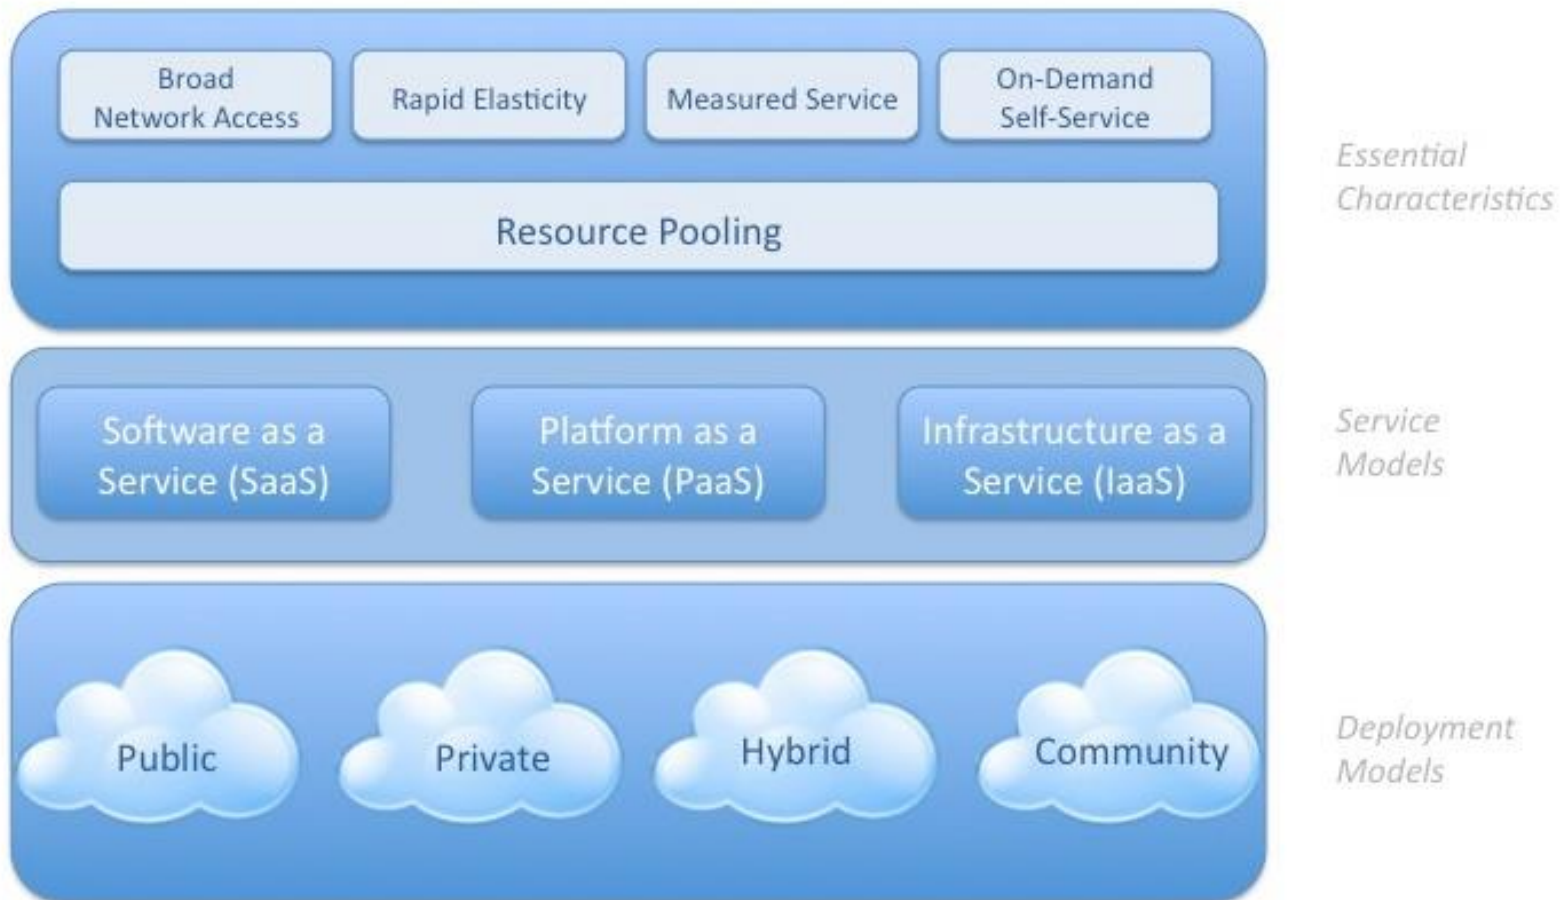 Broad
Network Access
Rapid Elasticity
Measured Service
On-Demand
Self-Service
Resource Pooling
Essential
Characteristics
Software as a
Service (SaaS)
Platform as a
Service (PaaS)
Infrastructure as a
Service (IaaS)
Service
Models
Public
Private
Hybrid
Community
Deployment
Models